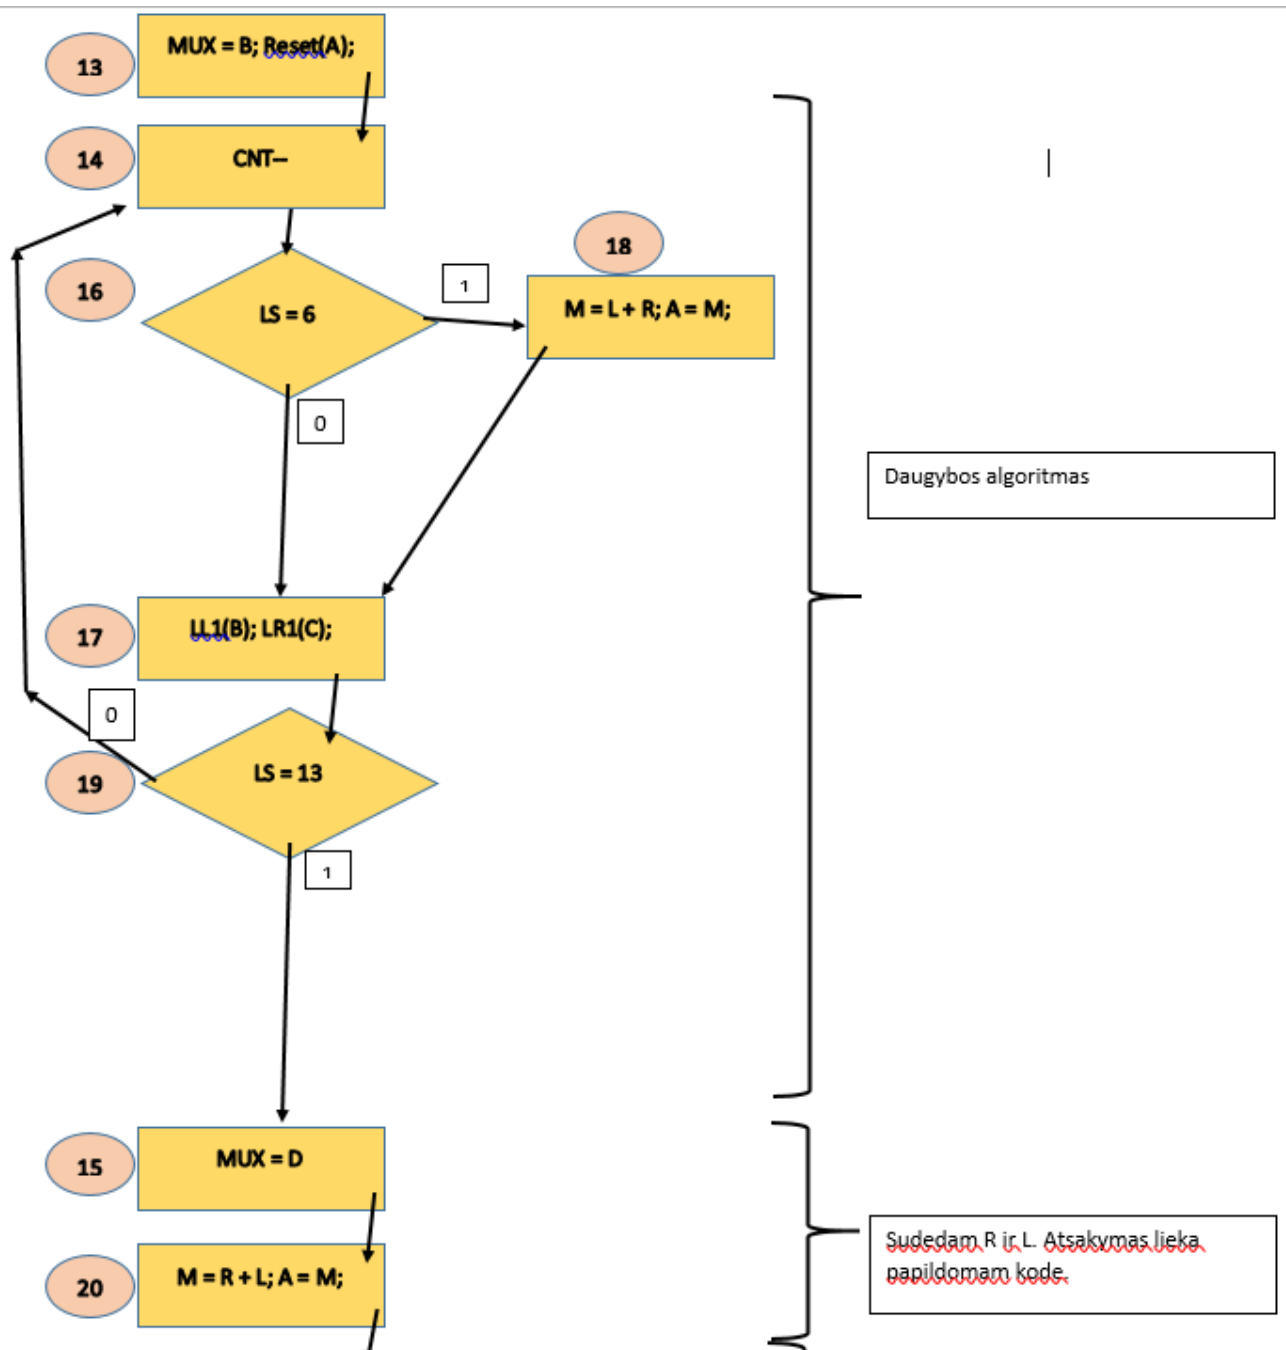 13
MUX = B; Reset(A);
14
CNT--
16
LS = 6
1
18
M = L + R; A = M;
0
Daugybos algoritmas
17
LL1(B); LR1(C);
0
19
LS = 13
1
15
MUX = D
20
M = R + L; A = M;
Sudedam R ir L. Atsakymas lieka
papildomam kode.